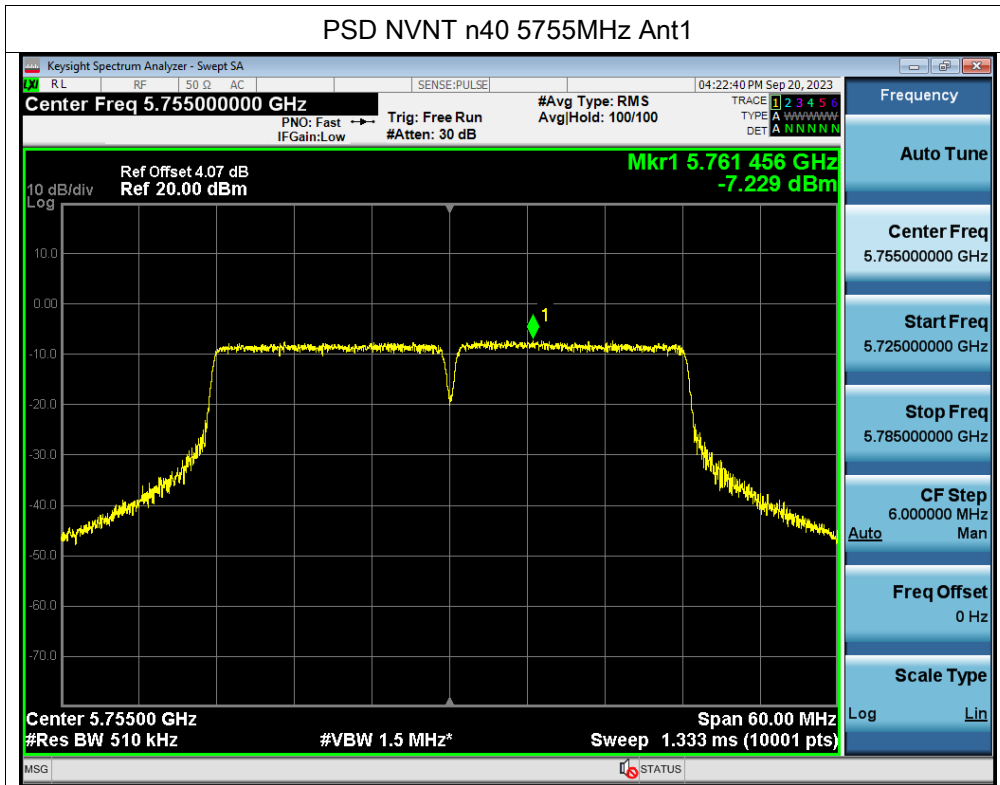 PSD NVNT n40 5755MHz Ant1
Keysight Spectrum Analyzer - Swept SA
LXI RL RF 50 Ω AC SENSE:PULSE 04:22:40 PM Sep 20, 2023
Center Freq 5.755000000 GHz
PNO: Fast
IFGain:Low
Trig: Free Run
#Atten: 30 dB
#Avg Type: RMS
Avg|Hold: 100/100
TRACE 1 2 3 4 5 6
TYPE A WWWWW
DET A N N N N N
Ref Offset 4.07 dB
10 dB/div Ref 20.00 dBm
Log
Mkr1 5.761 456 GHz
-7.229 dBm
10.0
0.00
-10.0
-20.0
-30.0
-40.0
-50.0
-60.0
-70.0
1
Center 5.75500 GHz Span 60.00 MHz
#Res BW 510 kHz #VBW 1.5 MHz* Sweep 1.333 ms (10001 pts)
MSG STATUS
Frequency
Auto Tune
Center Freq
5.755000000 GHz
Start Freq
5.725000000 GHz
Stop Freq
5.785000000 GHz
CF Step
6.000000 MHz
Auto Man
Freq Offset
0 Hz
Scale Type
Log Lin